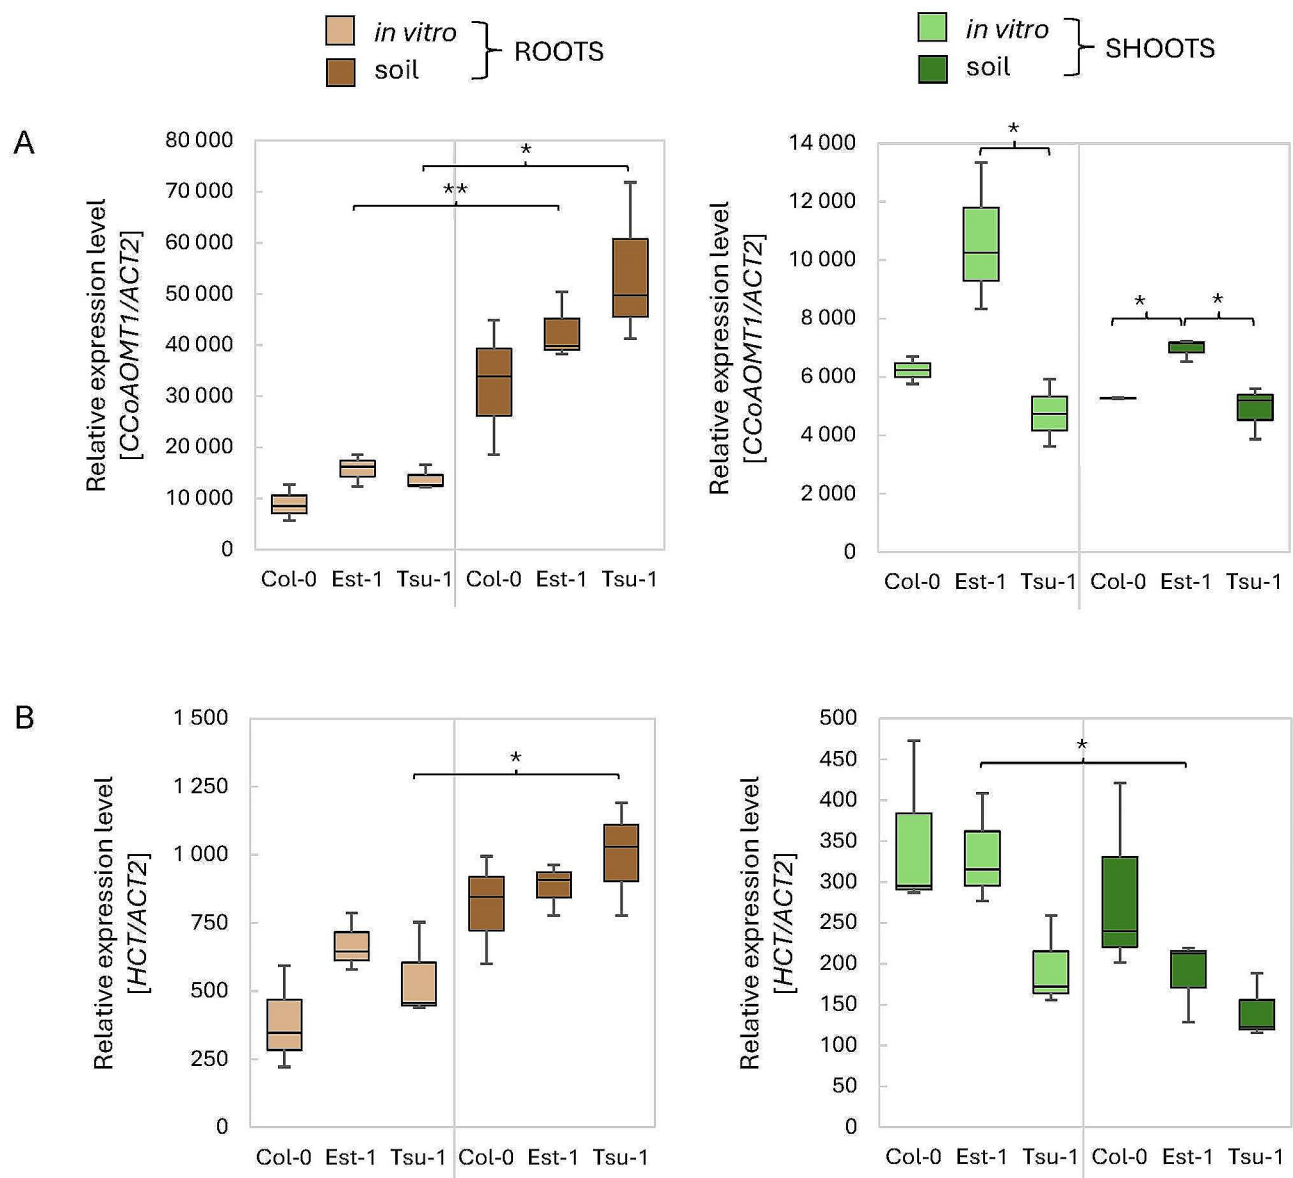 in vitro
soil
ROOTS
in vitro
soil
SHOOTS
A
Relative expression level
[CCoAOMT1/ACT2]
80 000
70 000
60 000
50 000
40 000
30 000
20 000
10 000
0
*
**
Col-0 Est-1 Tsu-1 Col-0 Est-1 Tsu-1
Relative expression level
[CCoAOMT1/ACT2]
14 000
12 000
10 000
8 000
6 000
4 000
2 000
0
*
* *
Col-0 Est-1 Tsu-1 Col-0 Est-1 Tsu-1
B
Relative expression level
[HCT/ACT2]
1 500
1 250
1 000
750
500
250
0
*
Col-0 Est-1 Tsu-1 Col-0 Est-1 Tsu-1
Relative expression level
[HCT/ACT2]
500
450
400
350
300
250
200
150
100
50
0
*
Col-0 Est-1 Tsu-1 Col-0 Est-1 Tsu-1